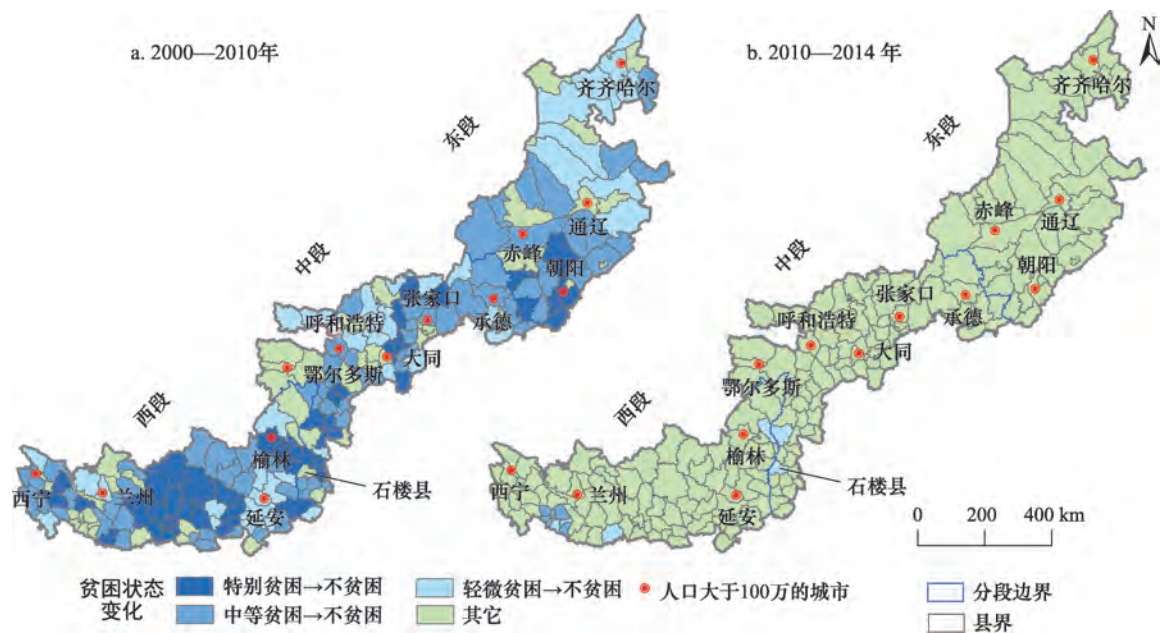 a. 2000—2010年
齐齐哈尔
东段
通辽
赤峰
朝阳
中段
张家口
承德
呼和浩特
大同
鄂尔多斯
西段
榆林
石楼县
西宁
兰州
延安
b. 2010—2014 年
N
齐齐哈尔
东段
通辽
赤峰
朝阳
中段
张家口
承德
呼和浩特
大同
鄂尔多斯
西段
榆林
石楼县
西宁
兰州
延安
0 200 400 km
贫困状态
变化
特别贫困→不贫困
中等贫困→不贫困
轻微贫困→不贫困
其它
人口大于100万的城市
分段边界
县界